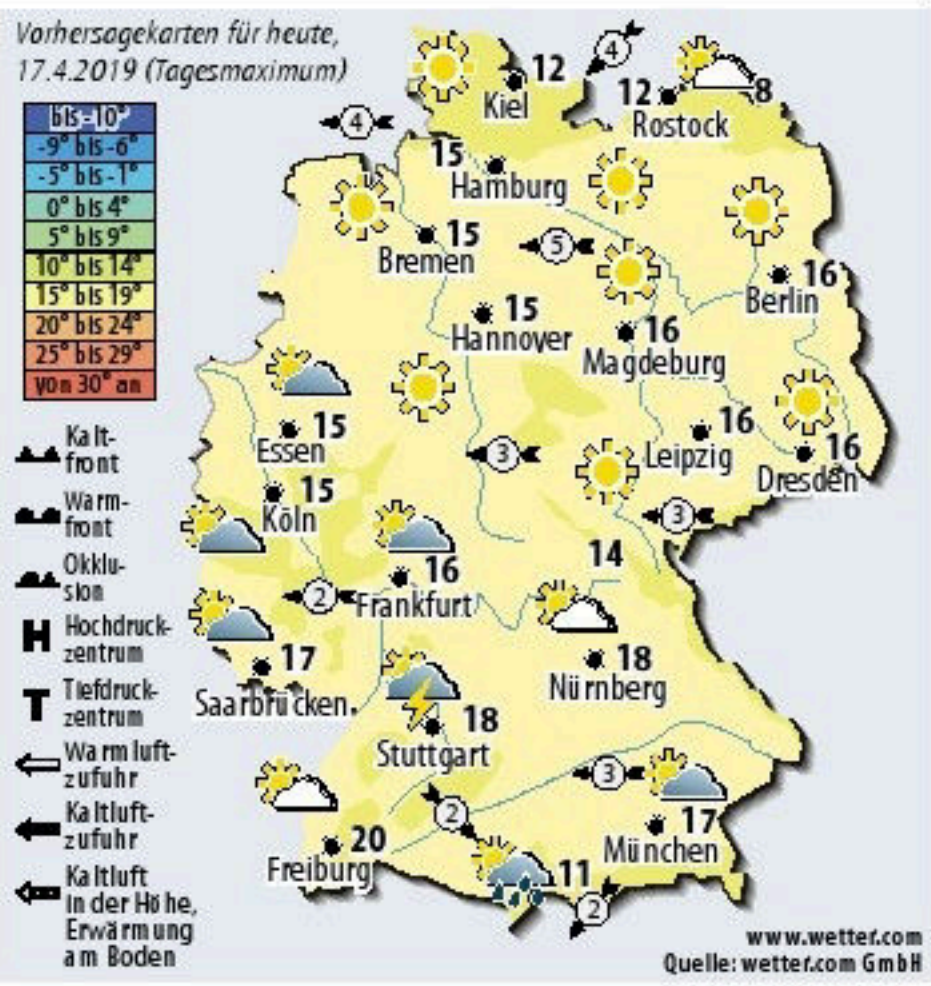 Vorhersagekarten für heute,
17.4.2019 (Tagesmaximum)
bis -10°
-9° bis -6°
-5° bis -1°
0° bis 4°
5° bis 9°
10° bis 14°
15° bis 19°
20° bis 24°
25° bis 29°
von 30° an
Kalt-
front
Warm-
front
Okklu-
sion
H Hochdruck-
zentrum
T Tiefdruck-
zentrum
Warmluft-
zufuhr
Kaltluft-
zufuhr
Kaltluft
in der Höhe,
Erwärmung
am Boden
4
12
Kiel
12
8
Rostock
4
15
Hamburg
15
Bremen
5
16
Berlin
15
Hannover
16
Magdeburg
15
Essen
3
16
Leipzig
16
Dresden
15
Köln
3
14
16
Frankfurt
2
17
Saarbrücken
18
Nürnberg
18
Stuttgart
3
2
17
München
20
Freiburg
11
2
www.wetter.com
Quelle: wetter.com GmbH